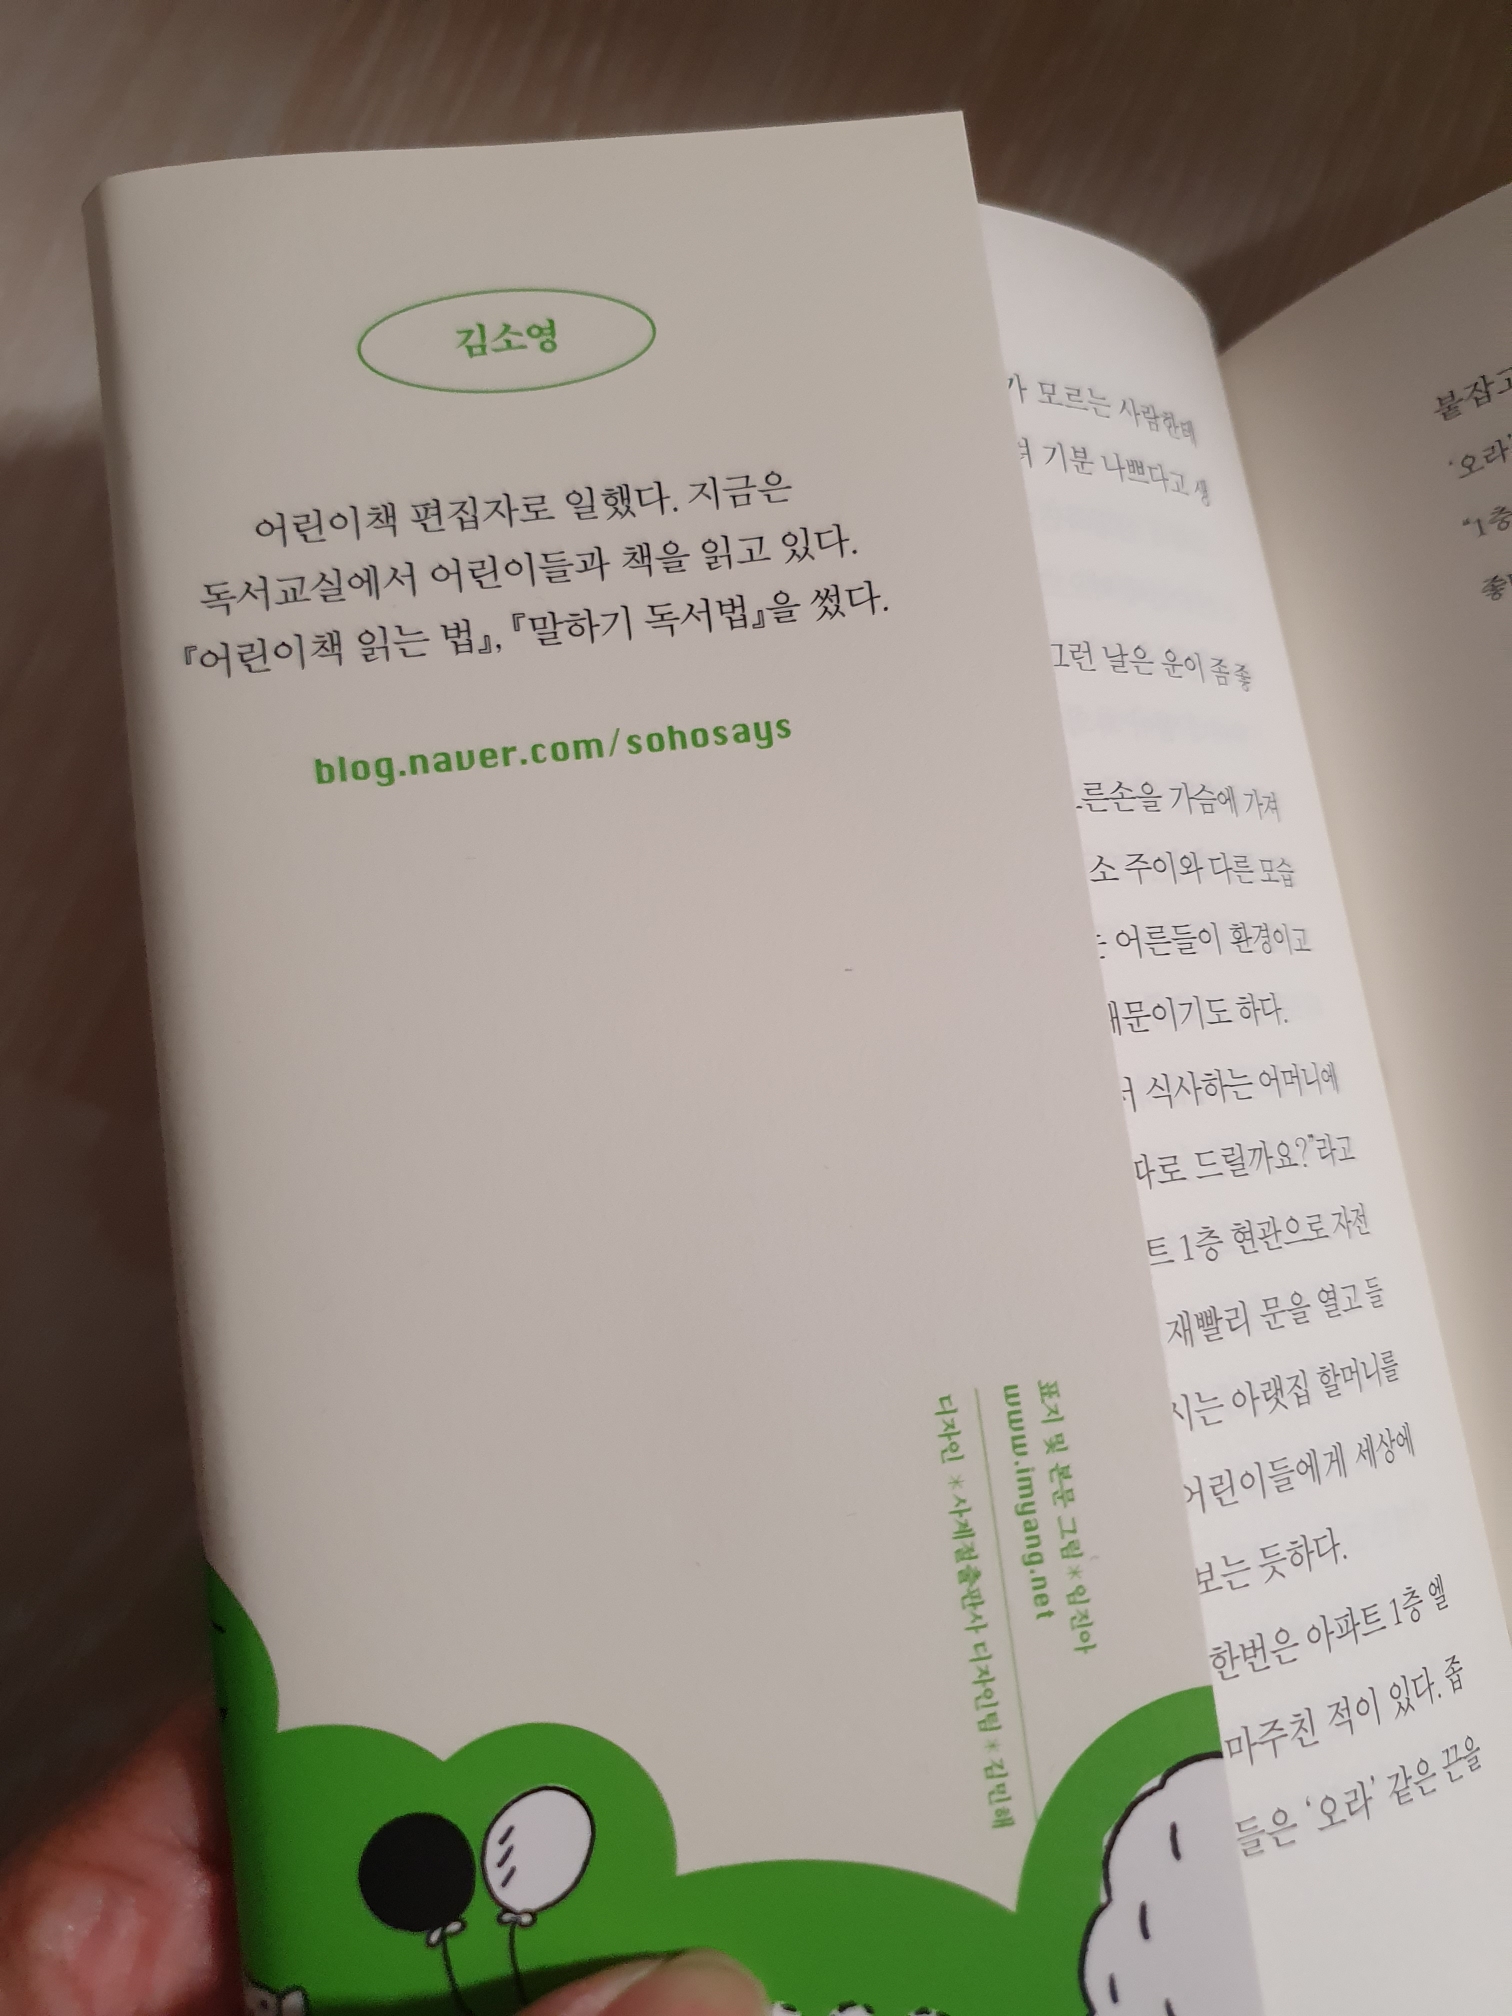 김소영
어린이책 편집자로 일했다. 지금은
독서교실에서 어린이들과 책을 읽고 있다.
『어린이책 읽는 법』, 『말하기 독서법』을 썼다.
blog.naver.com/sohosays
표지 및 본문 그림*임진아
www.imyang.net
디자인*사계절출판사 디자인팀*김민해
모르는 사람한테
기분 나쁘다고 생
그런 날은 운이 좀 좋
른손을 가슴에 가져
소 주이와 다른 모습
어른들이 환경이고
때문이기도 하다.
식사하는 어머니에
다로 드릴까요?”라고
트 1층 현관으로 자전
재빨리 문을 열고 들
시는 아랫집 할머니를
어린이들에게 세상에
보는 듯하다.
한번은 아파트 1층 엘
마주친 적이 있다. 좁
들은 ‘오라’ 같은 끈을
붙잡고
‘오라’
“1층